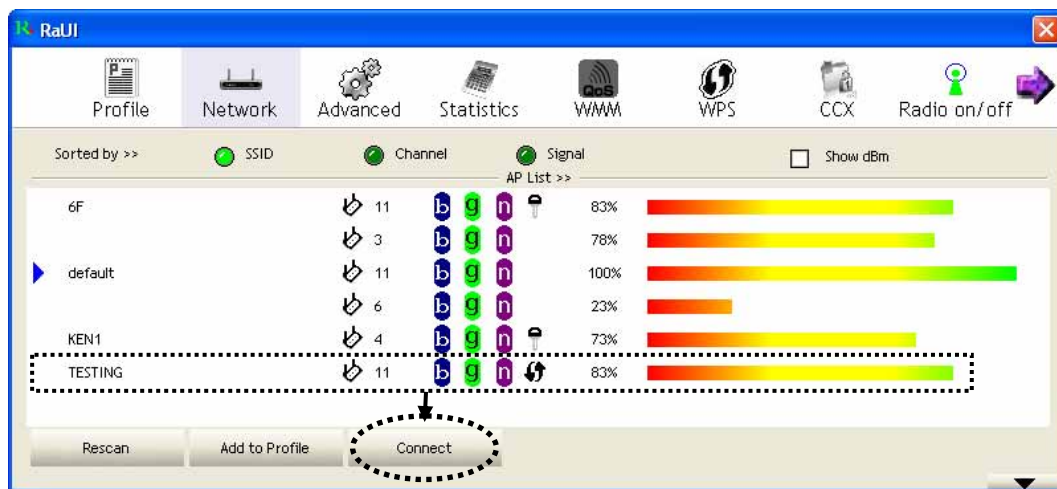 RaUI
Profile Network Advanced Statistics QoS WMM WPS CCX Radio on/off
Sorted by >> SSID Channel Signal Show dBm
AP List >>
6F 11 b g n 83%
3 b g n 78%
default 11 b g n 100%
6 b g n 23%
KEN1 4 b g n 73%
TESTING 11 b g n 83%
Rescan Add to Profile Connect